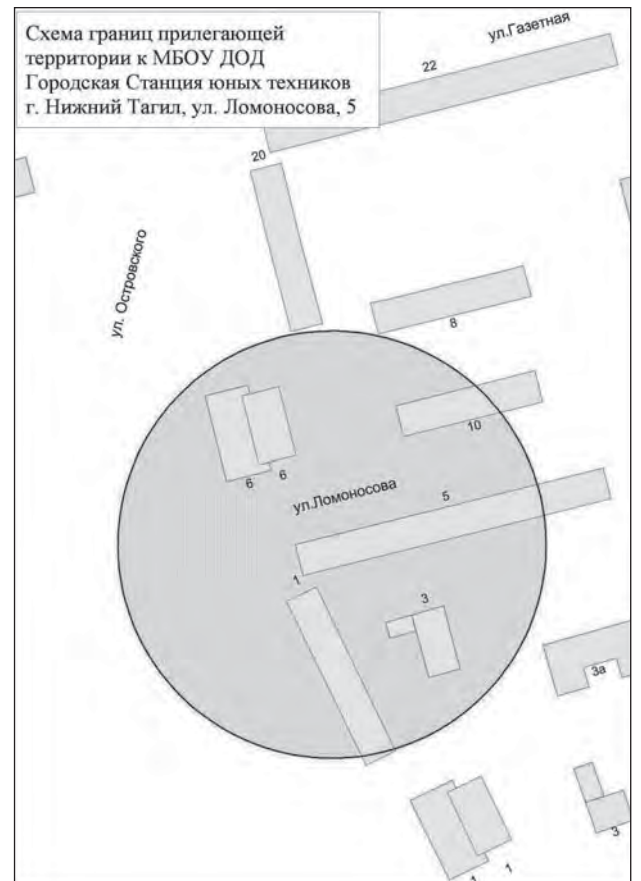 Схема границ прилегающей
территории к МБОУ ДОД
Городская Станция юных техников
г. Нижний Тагил, ул. Ломоносова, 5
ул.Газетная
22
20
ул. Островского
8
10
6
6
ул.Ломоносова
5
1
3
3а
3
1
1